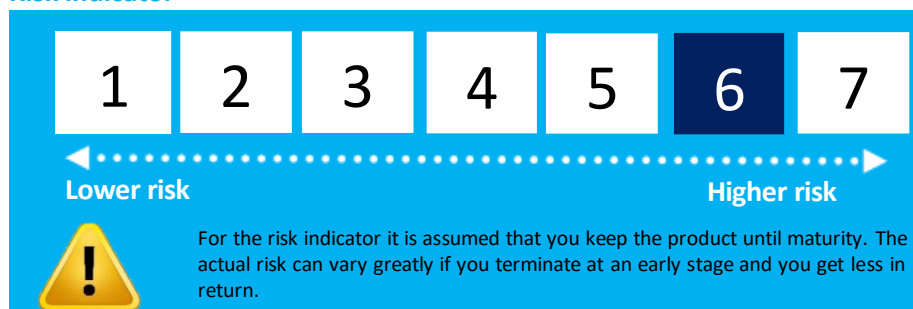 1 2 3 4 5 6 7
Lower risk Higher risk
For the risk indicator it is assumed that you keep the product until maturity. The
actual risk can vary greatly if you terminate at an early stage and you get less in
return.